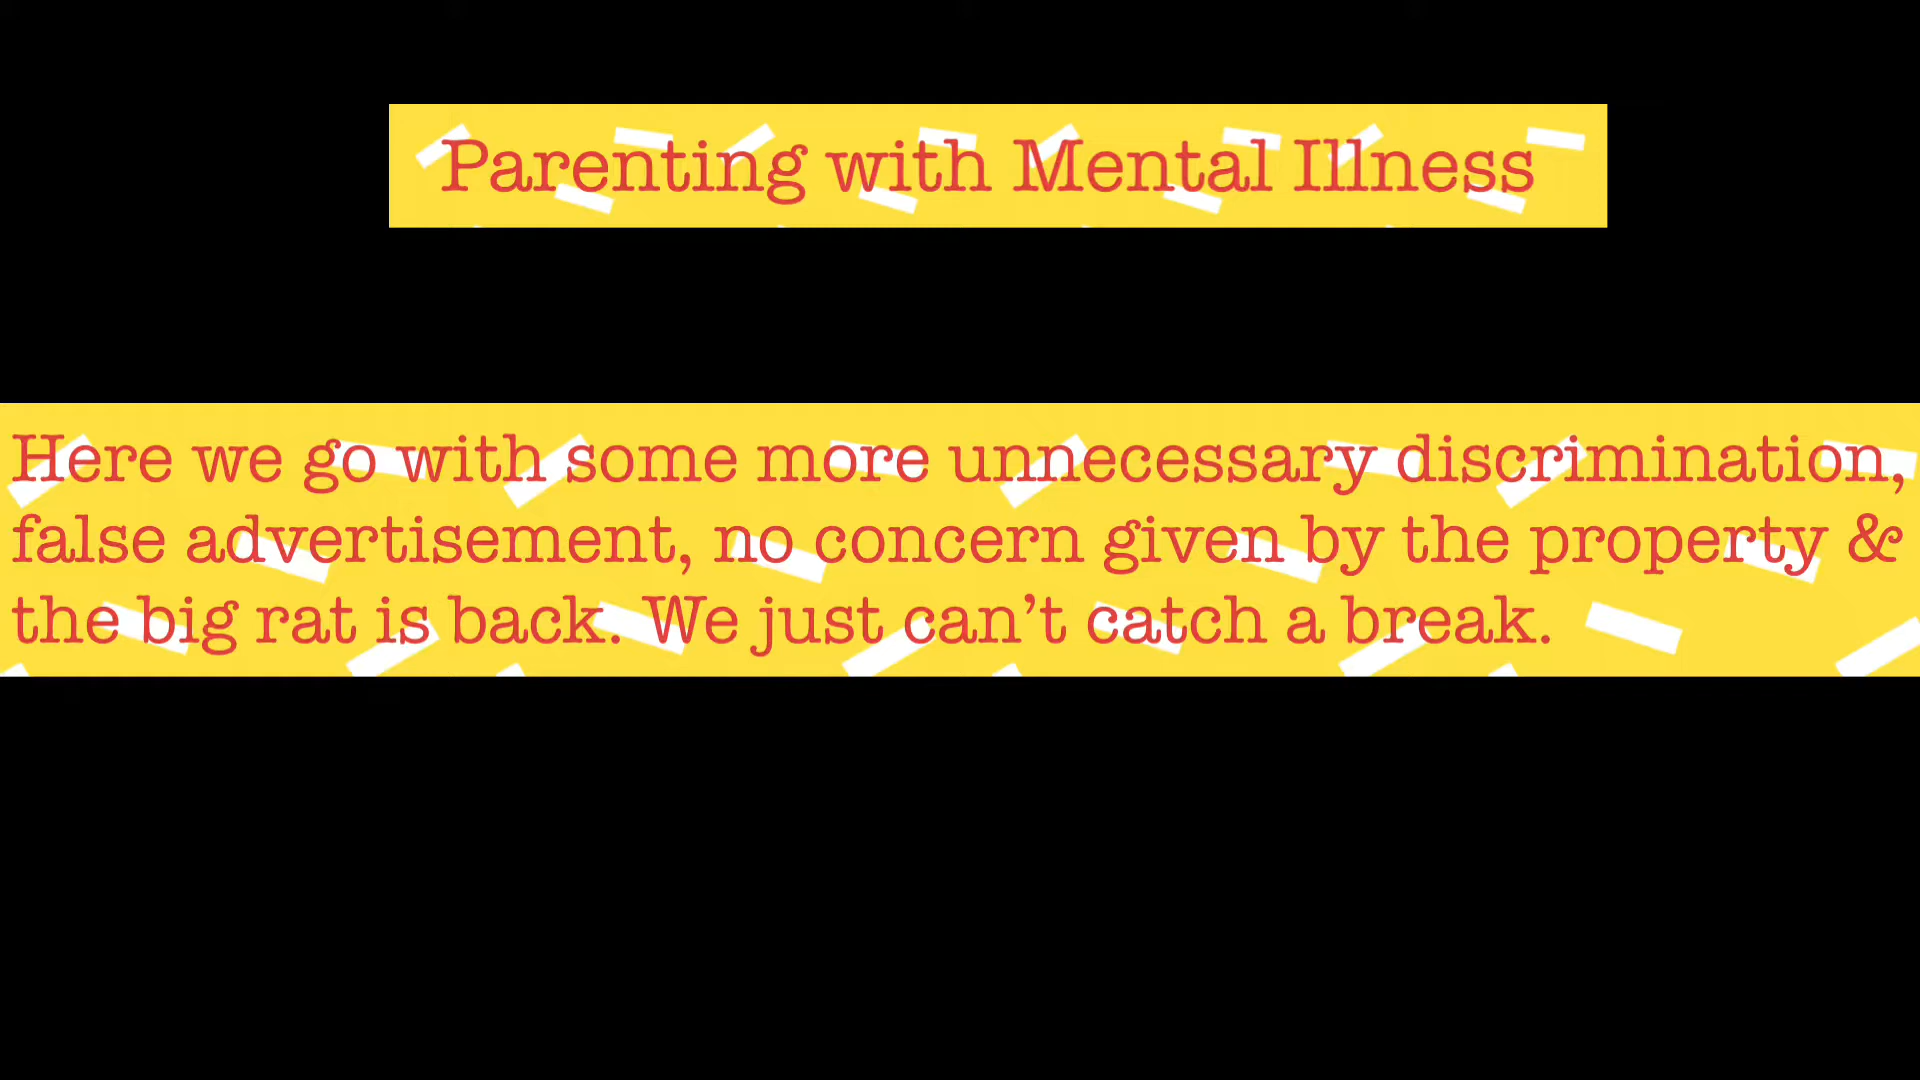 Parenting with Mental Illness
Here we go with some more unnecessary discrimination,
false advertisement, no concern given by the property &
the big rat is back. We just can’t catch a break.